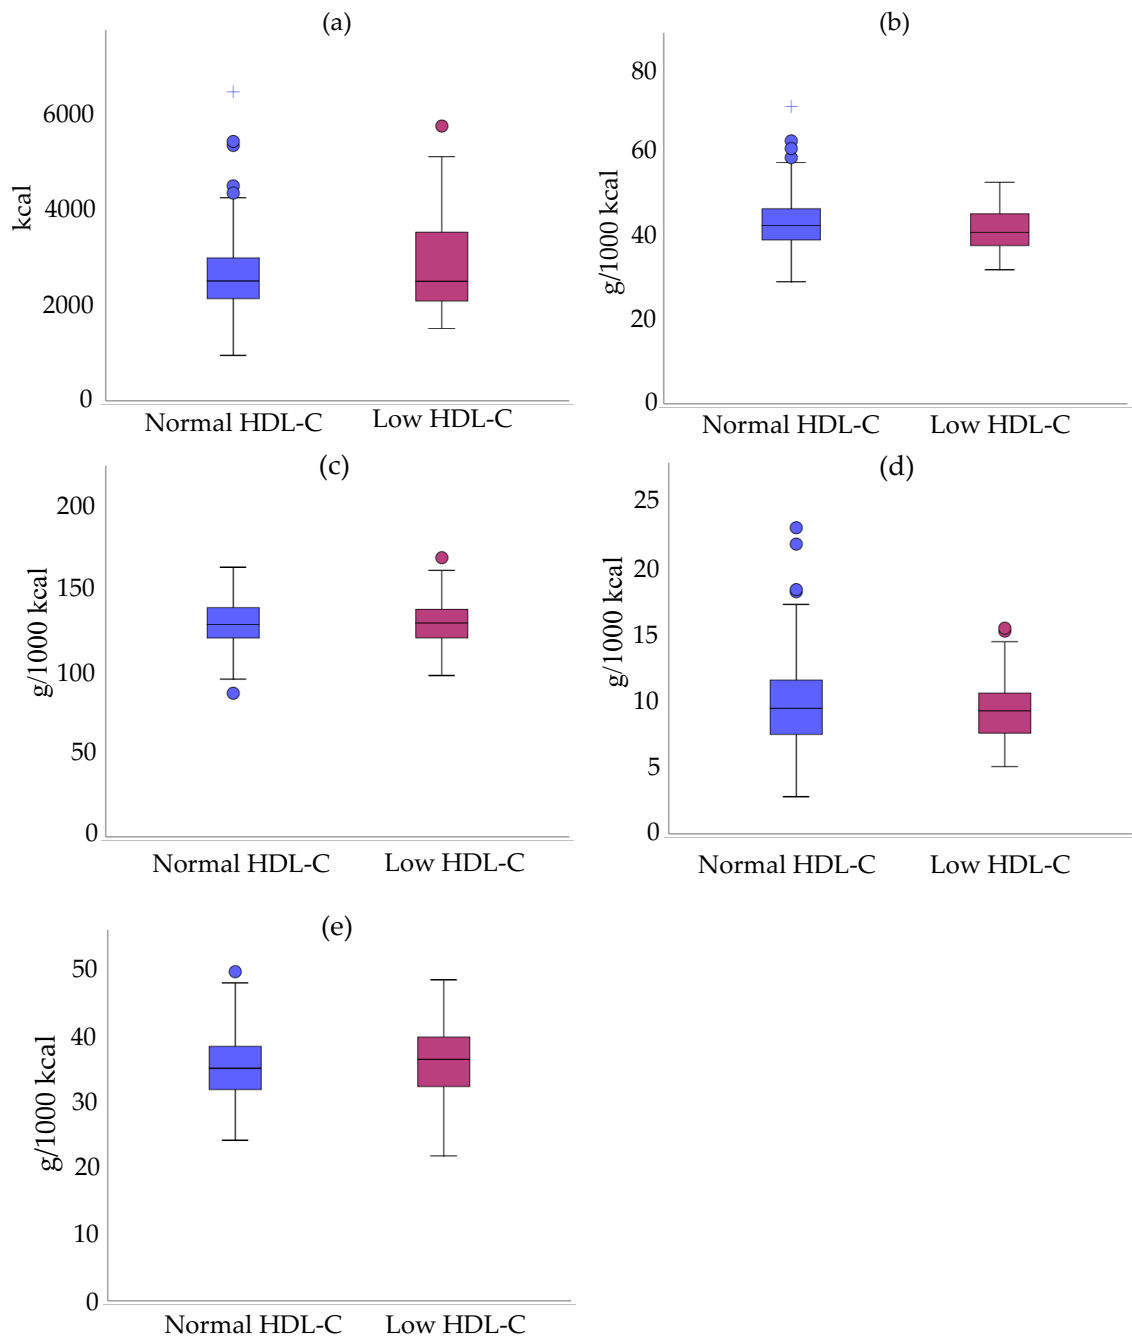 (a)
kcal
6000
4000
2000
0
Normal HDL-C
Low HDL-C
(b)
g/1000 kcal
80
60
40
20
0
Normal HDL-C
Low HDL-C
(c)
g/1000 kcal
200
150
100
50
0
Normal HDL-C
Low HDL-C
(d)
g/1000 kcal
25
20
15
10
5
0
Normal HDL-C
Low HDL-C
(e)
g/1000 kcal
50
40
30
20
10
0
Normal HDL-C
Low HDL-C